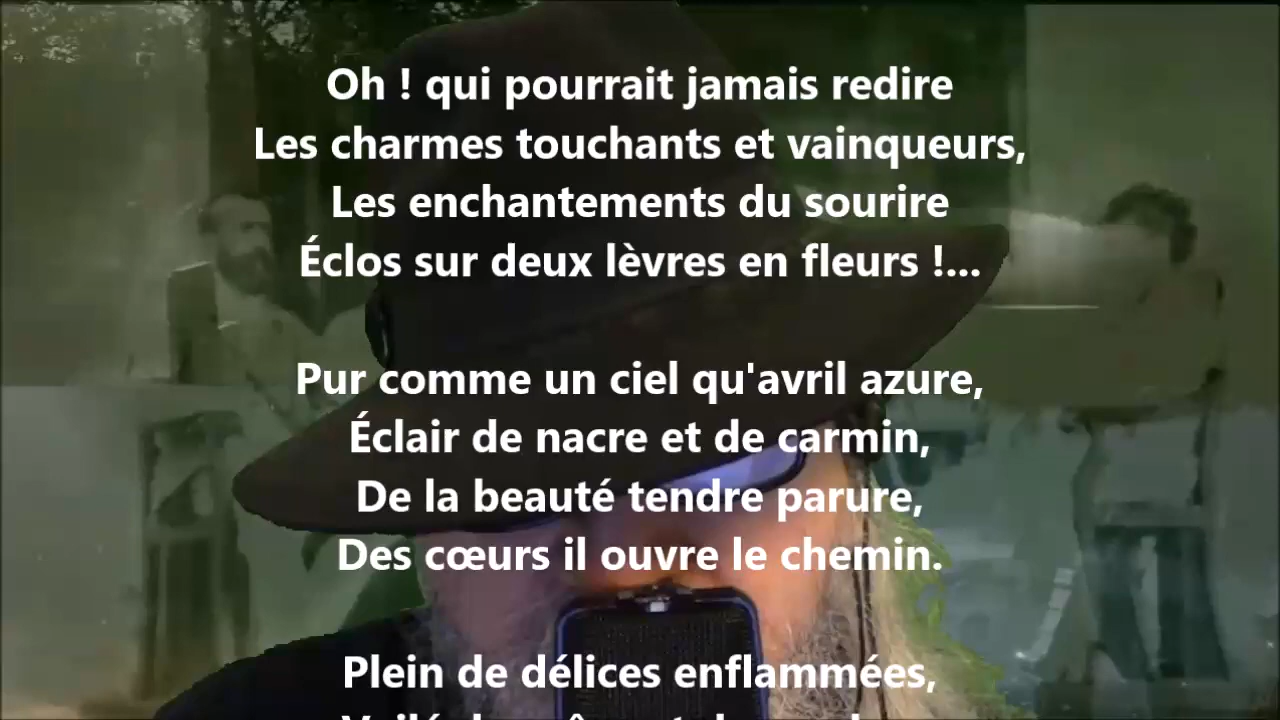 Oh ! qui pourrait jamais redire
Les charmes touchants et vainqueurs,
Les enchantements du sourire
Éclos sur deux lèvres en fleurs !...
Pur comme un ciel qu'avril azure,
Éclair de nacre et de carmin,
De la beauté tendre parure,
Des cœurs il ouvre le chemin.
Plein de délices enflammées,